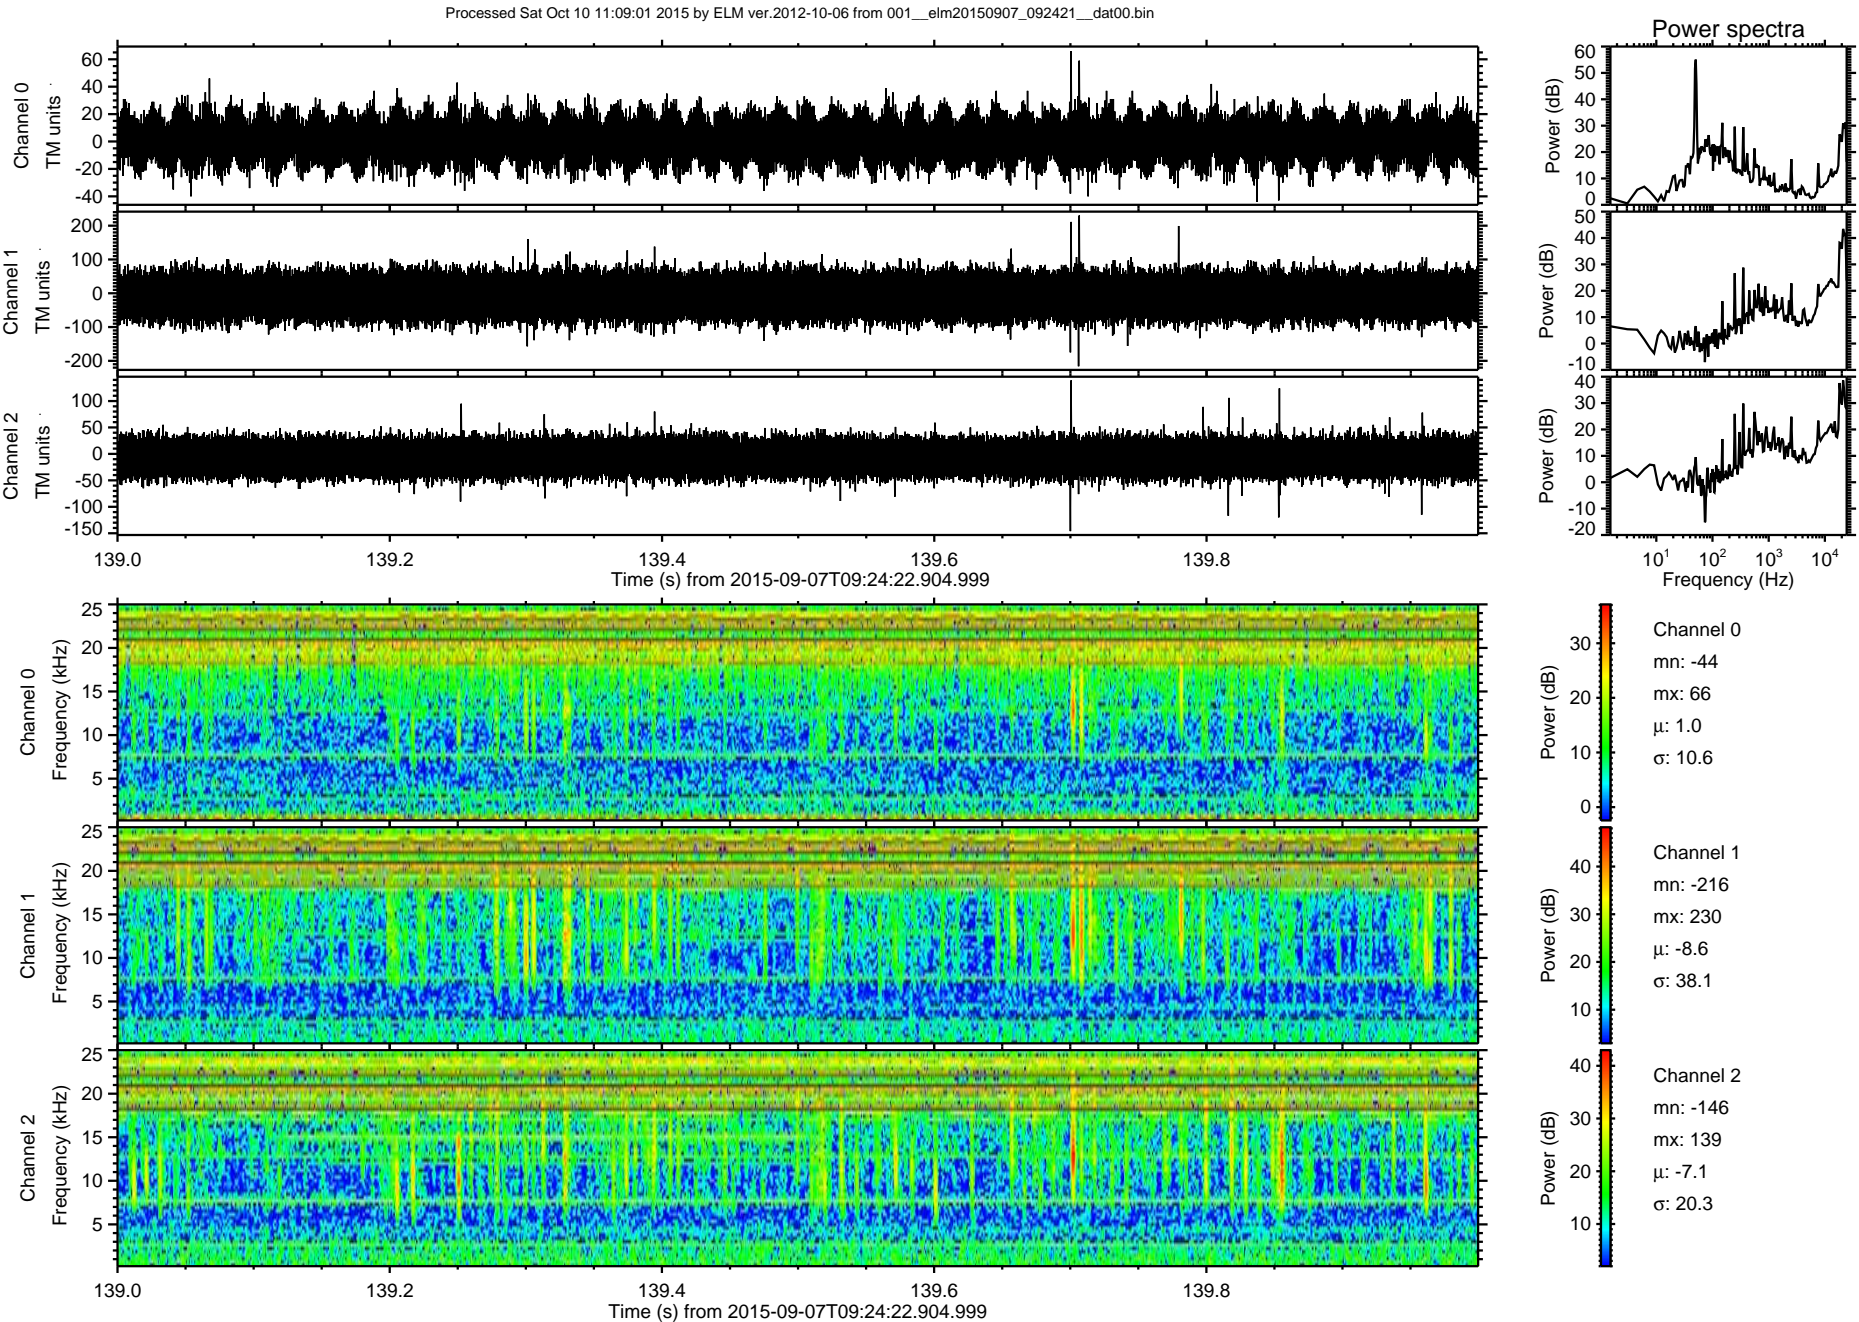 Processed Sat Oct 10 11:09:01 2015 by ELM ver.2012-10-06 from 001__elm20150907_092421__dat00.bin
Power spectra
Channel 0
TM units
60
40
20
0
-20
-40
Power (dB)
60
50
40
30
20
10
0
Channel 1
TM units
200
100
0
-100
-200
Power (dB)
50
40
30
20
10
0
-10
Channel 2
TM units
100
50
0
-50
-100
-150
Power (dB)
40
30
20
10
0
-10
-20
139.0 139.2 139.4 139.6 139.8
Time (s) from 2015-09-07T09:24:22.904.999
10¹ 10² 10³ 10⁴
Frequency (Hz)
Channel 0
Frequency (kHz)
25
20
15
10
5
Power (dB)
30
20
10
0
Channel 0
mn: -44
mx: 66
μ: 1.0
σ: 10.6
Channel 1
Frequency (kHz)
25
20
15
10
5
Power (dB)
40
30
20
10
Channel 1
mn: -216
mx: 230
μ: -8.6
σ: 38.1
Channel 2
Frequency (kHz)
25
20
15
10
5
Power (dB)
40
30
20
10
Channel 2
mn: -146
mx: 139
μ: -7.1
σ: 20.3
139.0 139.2 139.4 139.6 139.8
Time (s) from 2015-09-07T09:24:22.904.999